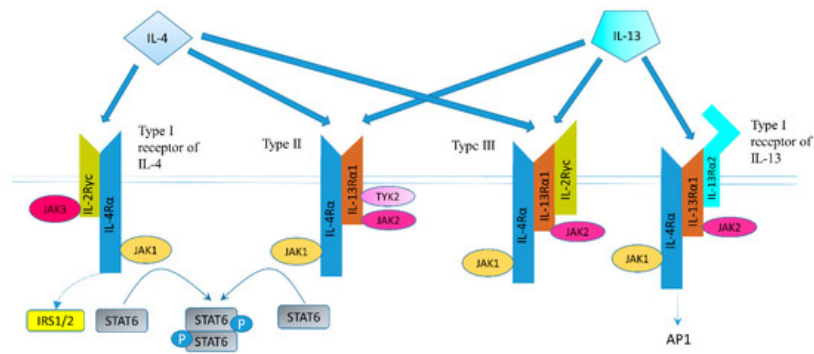 IL-4
IL-13
Type I
receptor of
IL-4
Type II
Type III
Type I
receptor of
IL-13
IL-2Ryc
IL-4Rα
JAK3
JAK1
IL-4Rα
IL-13Rα1
TYK2
JAK2
JAK1
IL-4Rα
IL-13Rα1
IL-2Ryc
JAK2
JAK1
IL-4Rα
IL-13Rα1
IL-13Rα2
JAK2
JAK1
IRS1/2
STAT6
STAT6
P
P
STAT6
STAT6
AP1